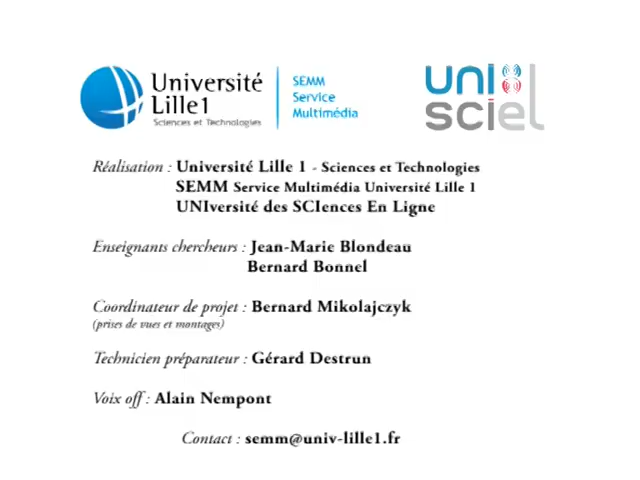 Université
Lille1
Sciences et Technologies
SEMM
Service
Multimédia
uni
sciel
Réalisation : Université Lille 1 - Sciences et Technologies
SEMM Service Multimédia Université Lille 1
UNIversité des SCIences En Ligne
Enseignants chercheurs : Jean-Marie Blondeau
Bernard Bonnel
Coordinateur de projet : Bernard Mikolajczyk
(prises de vues et montages)
Technicien préparateur : Gérard Destrun
Voix off : Alain Nempont
Contact : semm@univ-lille1.fr